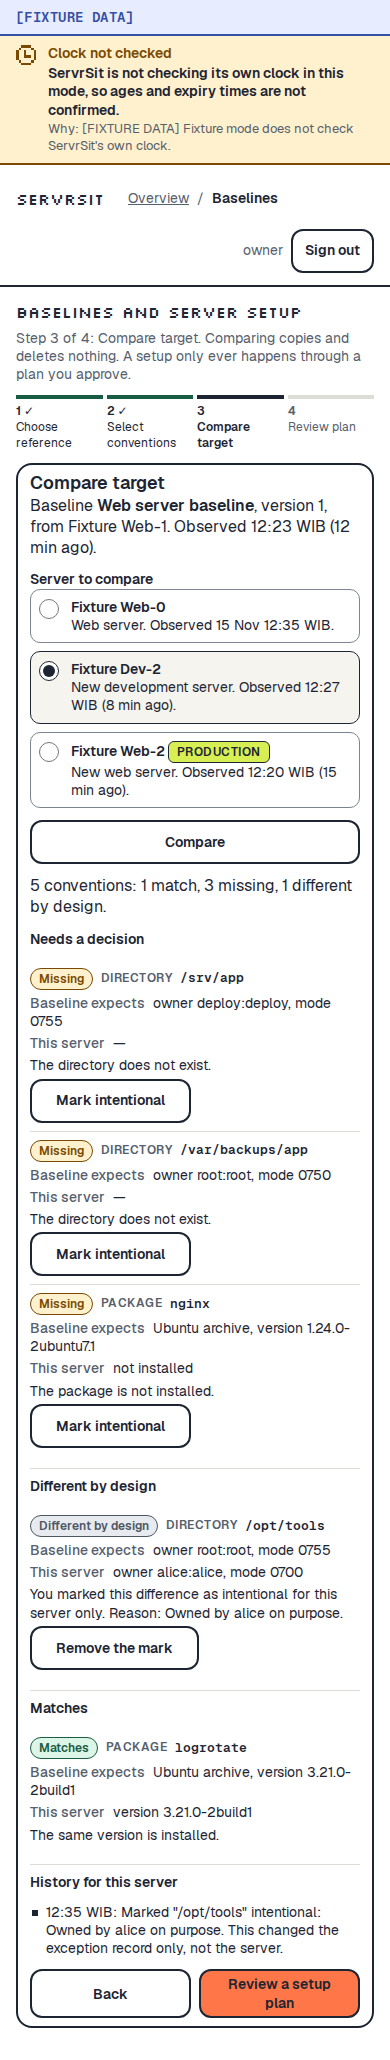 [FIXTURE DATA]
Clock not checked
ServrSit is not checking its own clock in this
mode, so ages and expiry times are not
confirmed.
Why: [FIXTURE DATA] Fixture mode does not check
ServrSit's own clock.
SERVRSIT
Overview / Baselines
owner
Sign out
BASELINES AND SERVER SETUP
Step 3 of 4: Compare target. Comparing copies and
deletes nothing. A setup only ever happens through a
plan you approve.
1 ✓
Choose
reference
2 ✓
Select
conventions
3
Compare
target
4
Review plan
Compare target
Baseline Web server baseline, version 1,
from Fixture Web-1. Observed 12:23 WIB (12
min ago).
Server to compare
Fixture Web-0
Web server. Observed 15 Nov 12:35 WIB.
Fixture Dev-2
New development server. Observed 12:27
WIB (8 min ago).
Fixture Web-2 PRODUCTION
New web server. Observed 12:20 WIB (15
min ago).
Compare
5 conventions: 1 match, 3 missing, 1 different
by design.
Needs a decision
Missing DIRECTORY /srv/app
Baseline expects owner deploy:deploy, mode
0755
This server —
The directory does not exist.
Mark intentional
Missing DIRECTORY /var/backups/app
Baseline expects owner root:root, mode 0750
This server —
The directory does not exist.
Mark intentional
Missing PACKAGE nginx
Baseline expects Ubuntu archive, version 1.24.0-
2ubuntu7.1
This server not installed
The package is not installed.
Mark intentional
Different by design
Different by design DIRECTORY /opt/tools
Baseline expects owner root:root, mode 0755
This server owner alice:alice, mode 0700
You marked this difference as intentional for this
server only. Reason: Owned by alice on purpose.
Remove the mark
Matches
Matches PACKAGE logrotate
Baseline expects Ubuntu archive, version 3.21.0-
2build1
This server version 3.21.0-2build1
The same version is installed.
History for this server
12:35 WIB: Marked "/opt/tools" intentional:
Owned by alice on purpose. This changed the
exception record only, not the server.
Back
Review a setup
plan